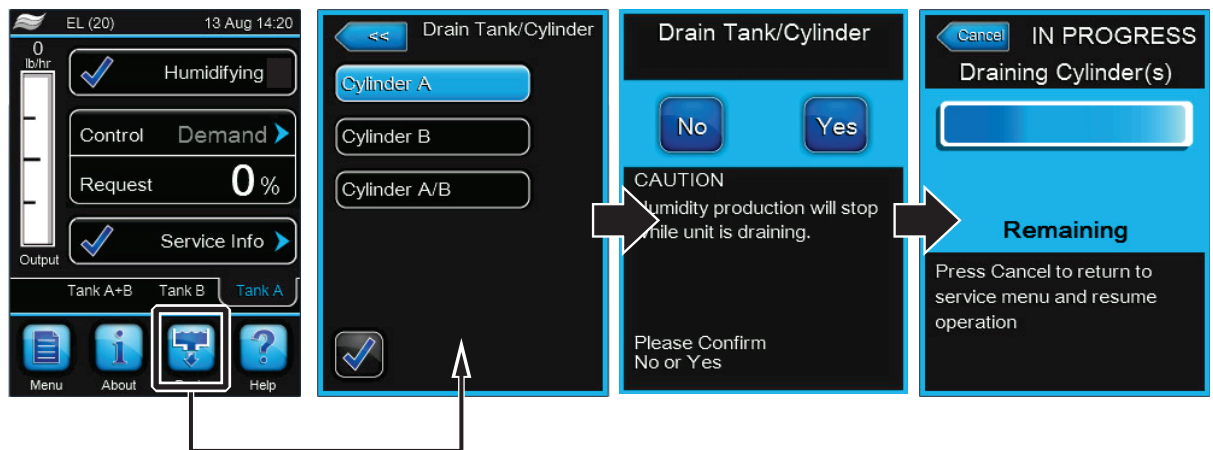 EL (20) 13 Aug 14:20
0
lb/hr
Humidifying
Control Demand
Request 0 %
Service Info
Output
Tank A+B Tank B Tank A
Menu About Help
<< Drain Tank/Cylinder
Cylinder A
Cylinder B
Cylinder A/B
Drain Tank/Cylinder
No Yes
CAUTION
Humidity production will stop
while unit is draining.
Please Confirm
No or Yes
Cancel IN PROGRESS
Draining Cylinder(s)
Remaining
Press Cancel to return to
service menu and resume
operation